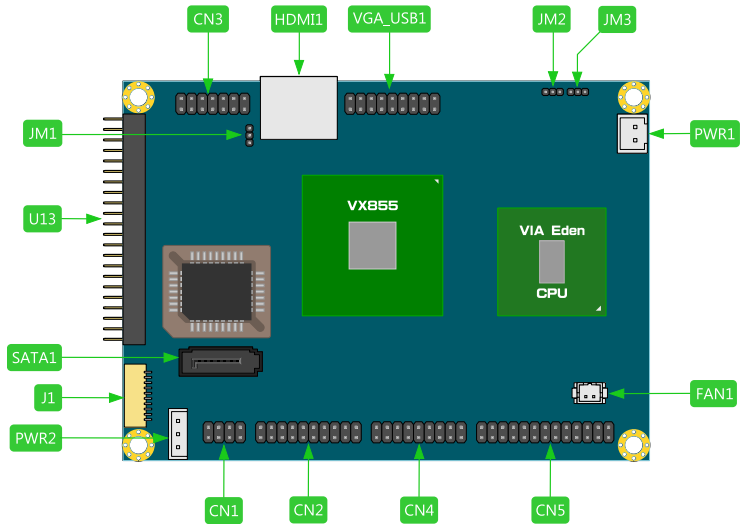 CN3
HDMI1
VGA_USB1
JM2
JM3
JM1
PWR1
U13
VX855
VIA Eden
CPU
SATA1
J1
FAN1
PWR2
CN1
CN2
CN4
CN5